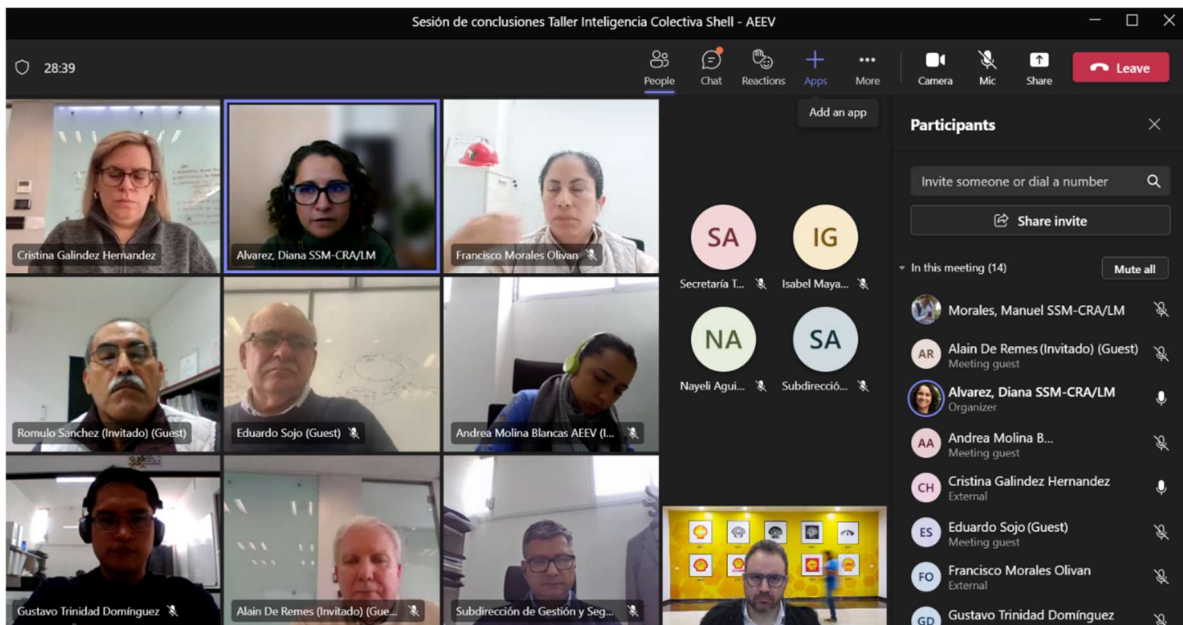 Sesión de conclusiones Taller Inteligencia Colectiva Shell - AEEV
28:39
People
Chat
Reactions
Apps
More
Camera
Mic
Share
Leave
Add an app
Cristina Galindez Hernandez
Alvarez, Diana SSM-CRA/LM
Francisco Morales Olivan
Romulo Sanchez (Invitado) (Guest)
Eduardo Sojo (Guest)
Andrea Molina Blancas AEEV (I...
Gustavo Trinidad Domínguez
Alain De Remes (Invitado) (Gue...
Subdirección de Gestión y Seg...
SA
Secretaría T...
IG
Isabel Maya...
NA
Nayeli Agui...
SA
Subdirecció...
Participants
Invite someone or dial a number
Share invite
In this meeting (14)
Mute all
Morales, Manuel SSM-CRA/LM
AR
Alain De Remes (Invitado) (Guest)
Meeting guest
Alvarez, Diana SSM-CRA/LM
Organizer
AA
Andrea Molina B...
Meeting guest
CH
Cristina Galindez Hernandez
External
ES
Eduardo Sojo (Guest)
Meeting guest
FO
Francisco Morales Olivan
External
GD
Gustavo Trinidad Domínguez